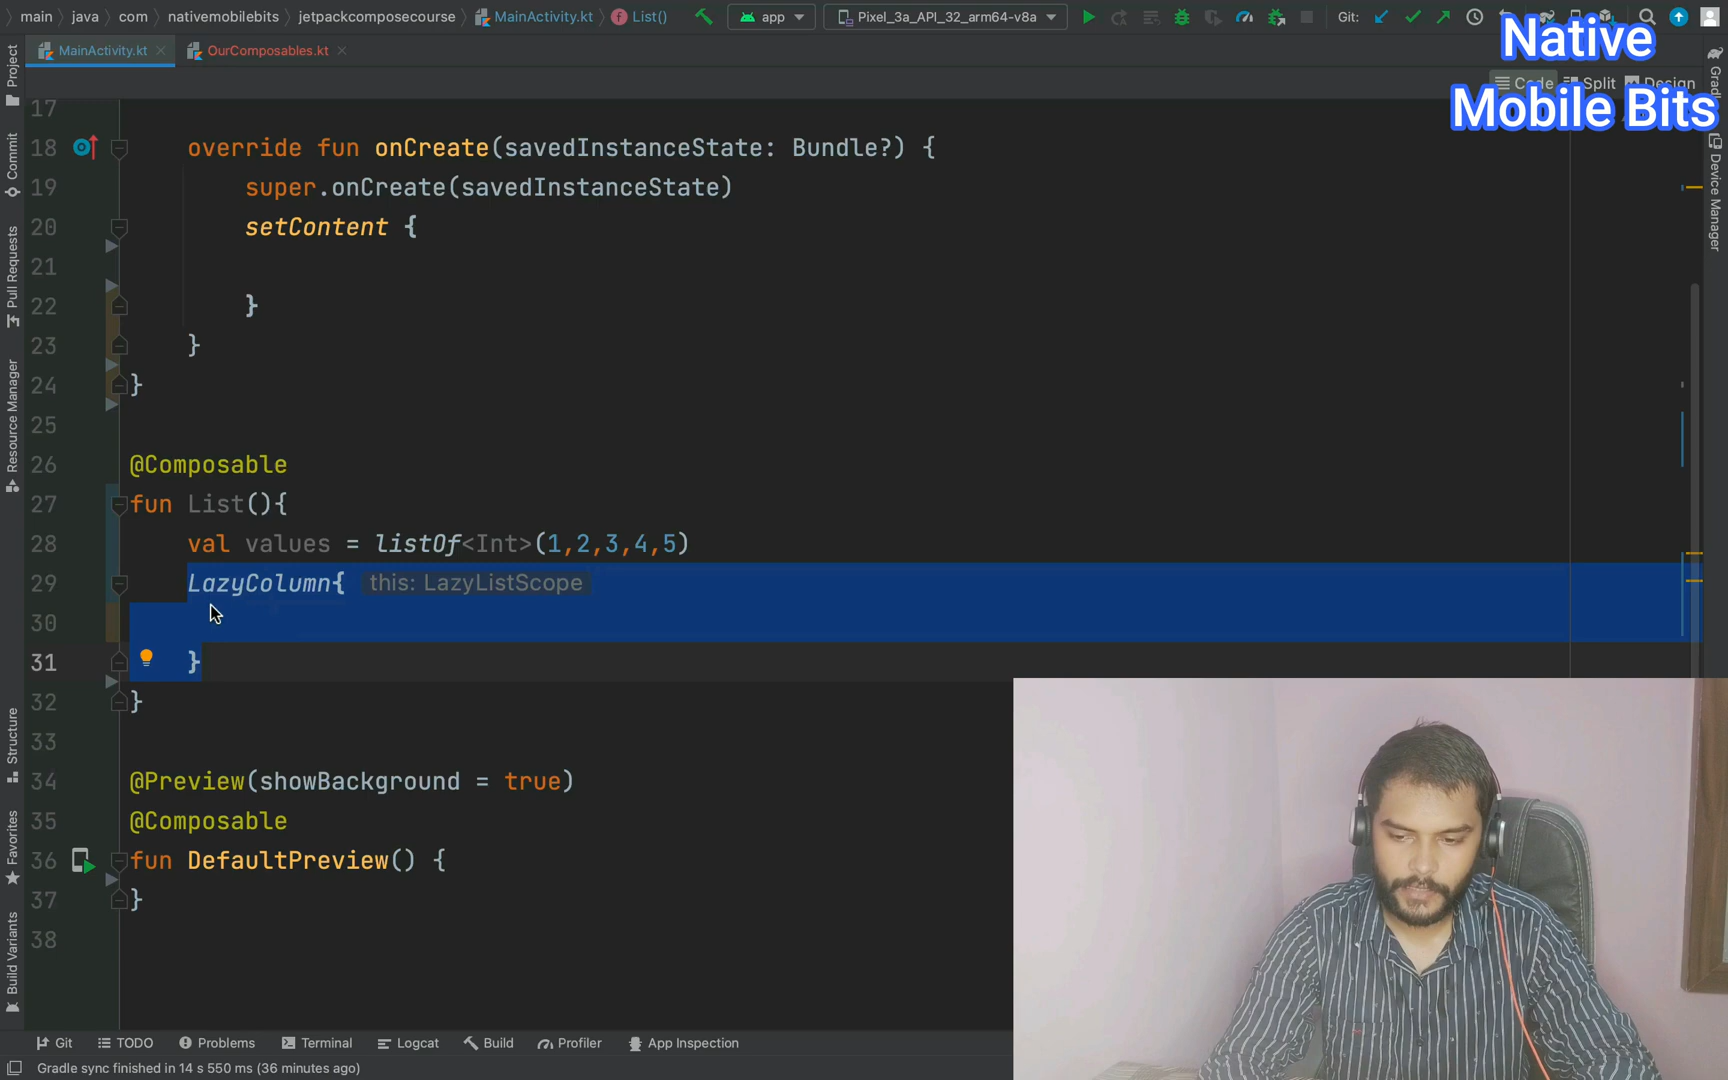 main com java nativemobilebits jetpackcomposecourse MainActivity.kt List() app Pixel_3a_API_32_arm64-v8a Git:
MainActivity.kt OurComposables.kt
Native
Mobile Bits
Code Split Design
Project
Commit
Pull Requests
Resource Manager
Structure
Favorites
Build Variants
17
18 override fun onCreate(savedInstanceState: Bundle?) {
19 super.onCreate(savedInstanceState)
20 setContent {
21
22 }
23 }
24 }
25
26 @Composable
27 fun List(){
28 val values = listOf<Int>(1,2,3,4,5)
29 LazyColumn{ this: LazyListScope
30
31 }
32 }
33
34 @Preview(showBackground = true)
35 @Composable
36 fun DefaultPreview() {
37 }
38
Device Manager
Git TODO Problems Terminal Logcat Build Profiler App Inspection
Gradle sync finished in 14 s 550 ms (36 minutes ago)